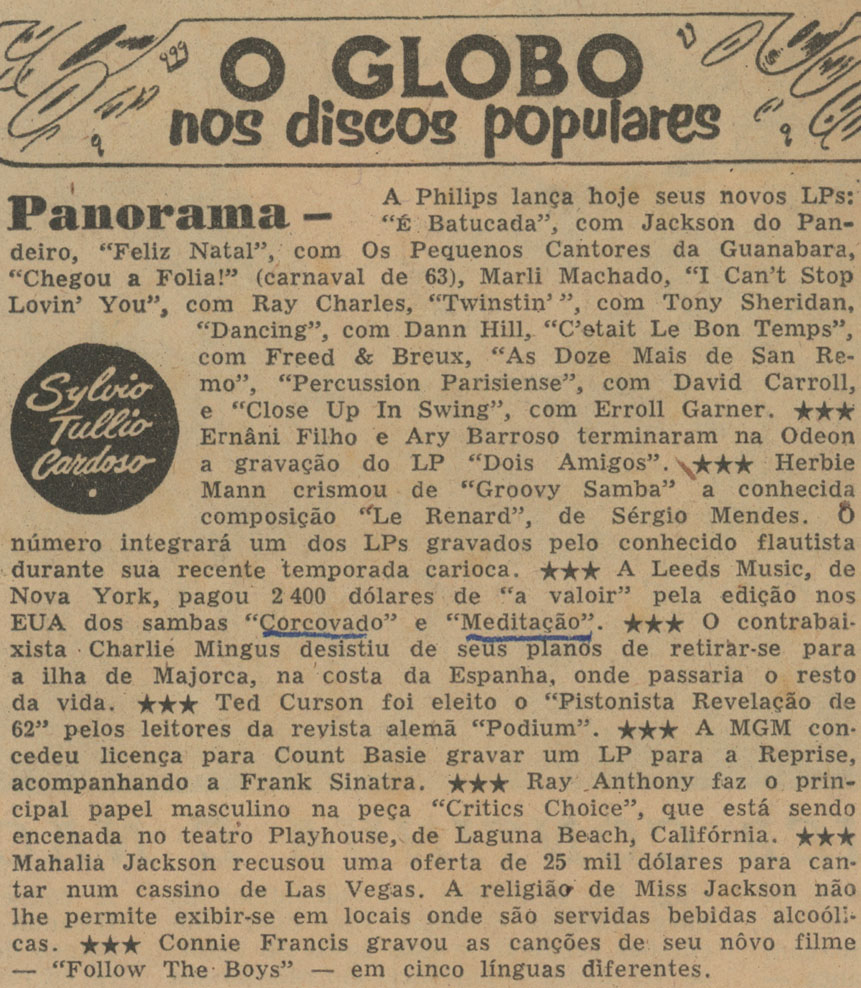 O GLOBO
nos discos populares
Panorama — A Philips lança hoje seus novos LPs:
"É Batucada", com Jackson do Pan-
deiro, "Feliz Natal", com Os Pequenos Cantores da Guanabara,
"Chegou a Folia!" (carnaval de 63), Marli Machado, "I Can't Stop
Lovin' You", com Ray Charles, "Twinstin'", com Tony Sheridan,
"Dancing", com Dann Hill, "C'etait Le Bon Temps",
com Freed & Breux, "As Doze Mais de San Re-
mo", "Percussion Parisiense", com David Carroll,
e "Close Up In Swing", com Erroll Garner. ★★★
Sylvio
Tullio
Cardoso
Ernâni Filho e Ary Barroso terminaram na Odeon
a gravação do LP "Dois Amigos". ★★★ Herbie
Mann crismou de "Groovy Samba" a conhecida
composição "Le Renard", de Sérgio Mendes. O
número integrará um dos LPs gravados pelo conhecido flautista
durante sua recente temporada carioca. ★★★ A Leeds Music, de
Nova York, pagou 2 400 dólares de "a valoir" pela edição nos
EUA dos sambas "Corcovado" e "Meditação". ★★★ O contrabai-
xista Charlie Mingus desistiu de seus planos de retirar-se para
a ilha de Majorca, na costa da Espanha, onde passaria o resto
da vida. ★★★ Ted Curson foi eleito o "Pistonista Revelação de
62" pelos leitores da revista alemã "Podium". ★★★ A MGM con-
cedeu licença para Count Basie gravar um LP para a Reprise,
acompanhando a Frank Sinatra. ★★★ Ray Anthony faz o prin-
cipal papel masculino na peça "Critics Choice", que está sendo
encenada no teatro Playhouse, de Laguna Beach, Califórnia. ★★★
Mahalia Jackson recusou uma oferta de 25 mil dólares para can-
tar num cassino de Las Vegas. A religião de Miss Jackson não
lhe permite exibir-se em locais onde são servidas bebidas alcoóli-
cas. ★★★ Connie Francis gravou as canções de seu nôvo filme
— "Follow The Boys" — em cinco línguas diferentes.